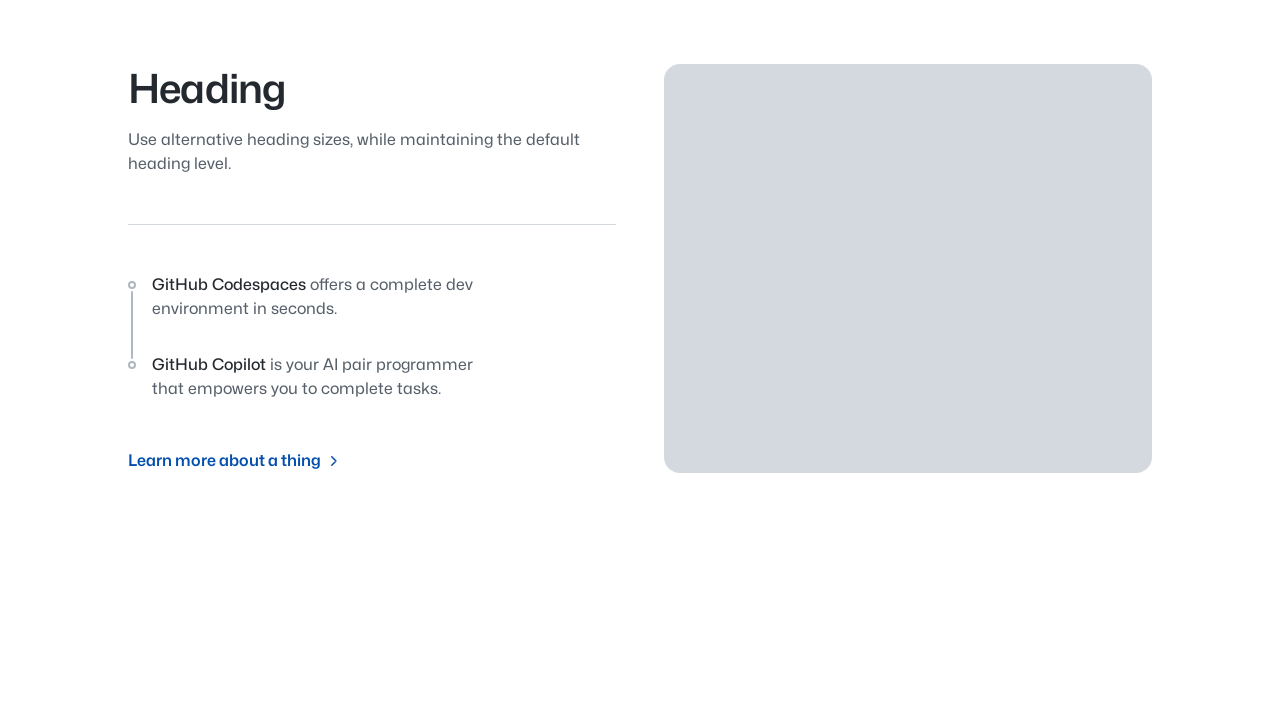 Heading
Use alternative heading sizes, while maintaining the default
heading level.
GitHub Codespaces offers a complete dev
environment in seconds.
GitHub Copilot is your AI pair programmer
that empowers you to complete tasks.
Learn more about a thing